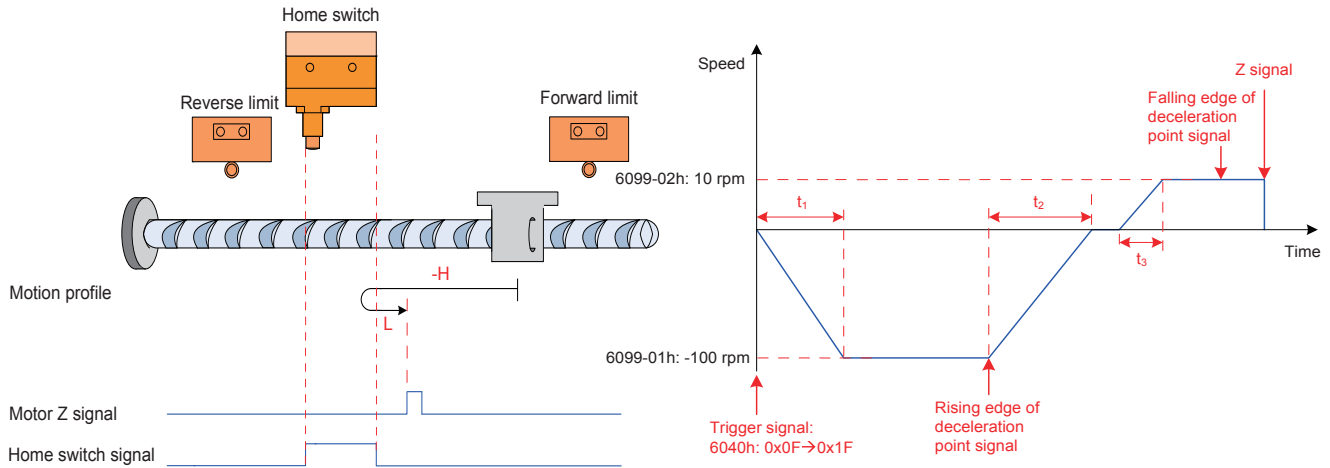 Home switch
Reverse limit
Forward limit
-H
Motion profile
L
Motor Z signal
Home switch signal
Speed
Z signal
Falling edge of
deceleration
point signal
6099-02h: 10 rpm
t1
t2
Time
t3
6099-01h: -100 rpm
Trigger signal:
6040h: 0x0F→0x1F
Rising edge of
deceleration
point signal